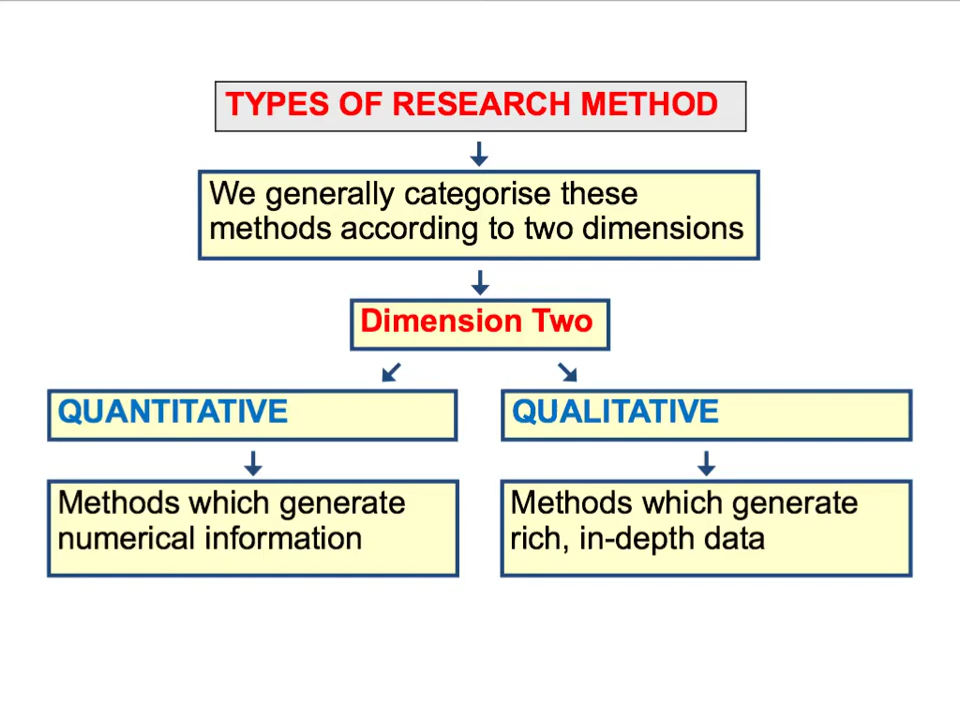 TYPES OF RESEARCH METHOD
We generally categorise these
methods according to two dimensions
Dimension Two
QUANTITATIVE
QUALITATIVE
Methods which generate
numerical information
Methods which generate
rich, in-depth data